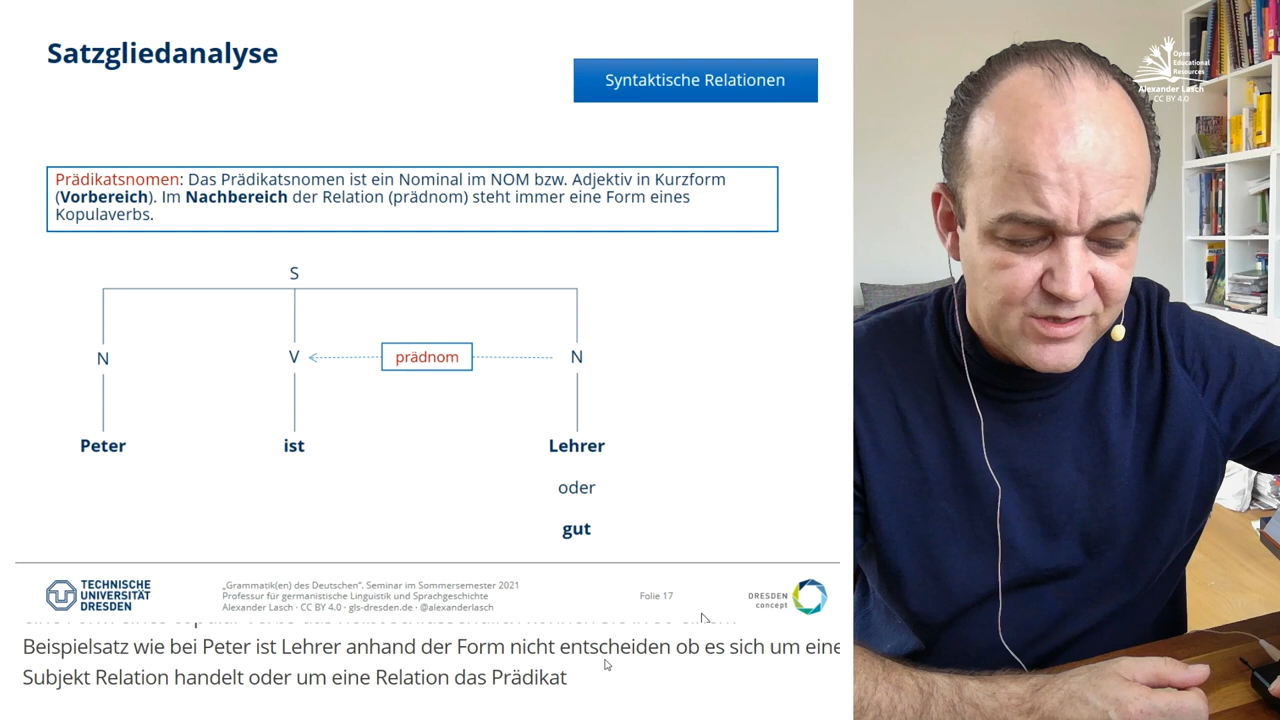 Satzgliedanalyse
Syntaktische Relationen
Prädikatsnomen: Das Prädikatsnomen ist ein Nominal im NOM bzw. Adjektiv in Kurzform
(Vorbereich). Im Nachbereich der Relation (prädnom) steht immer eine Form eines
Kopulaverbs.
S
N V prädnom N
Peter ist Lehrer
oder
gut
TECHNISCHE
UNIVERSITÄT
DRESDEN
„Grammatik(en) des Deutschen“. Seminar im Sommersemester 2021
Professur für germanistische Linguistik und Sprachgeschichte
Alexander Lasch · CC BY 4.0 · gls-dresden.de · @alexanderlasch
Folie 17
DRESDEN
concept
Beispielsatz wie bei Peter ist Lehrer anhand der Form nicht entscheiden ob es sich um eine
Subjekt Relation handelt oder um eine Relation das Prädikat
Open
Educational
Resources
Alexander Lasch
CC BY 4.0